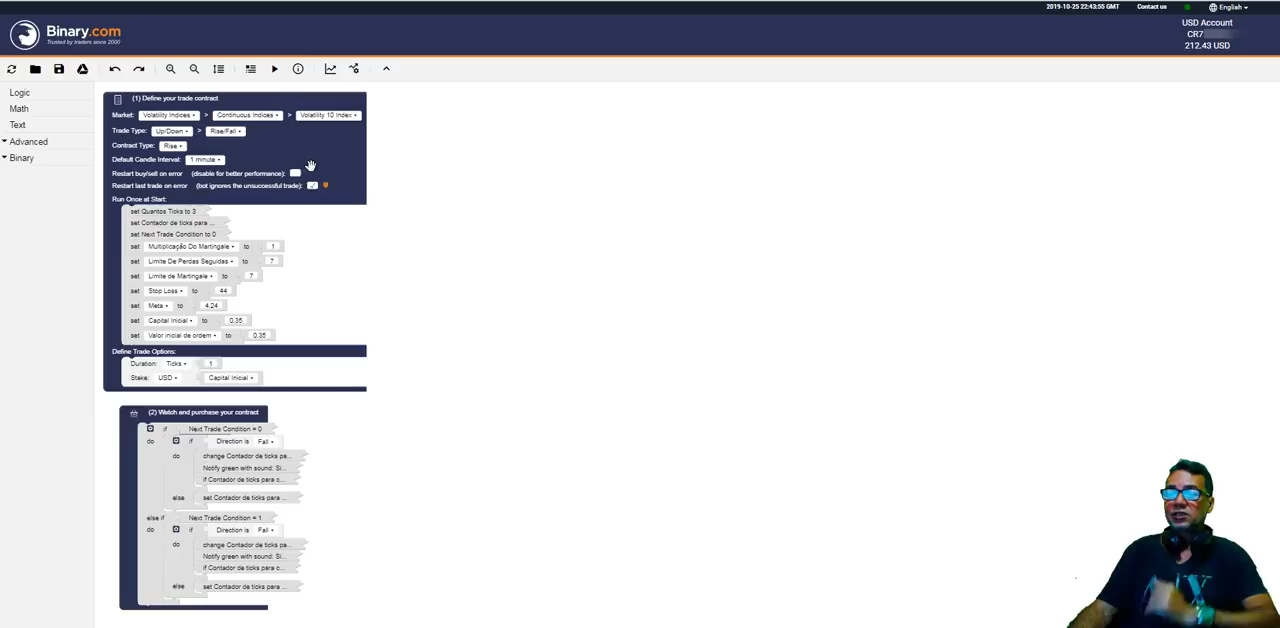 2019-10-25 22:43:55 GMT Contact us English
Binary.com
Trusted by traders since 2000
USD Account
CR7
212.43 USD
Logic
Math
Text
Advanced
Binary
(1) Define your trade contract
Market: Volatility Indices > Continuous Indices > Volatility 10 Index
Trade Type: Up/Down > Rise/Fall
Contract Type: Rise
Default Candle Interval: 1 minute
Restart buy/sell on error (disable for better performance):
Restart last trade on error (bot ignores the unsuccessful trade):
Run Once at Start:
set Quantos Ticks to 3
set Contador de ticks para ...
set Next Trade Condition to 0
set Multiplicação Do Martingale to 1
set Limite De Perdas Seguidas to 7
set Limite de Martingale to 7
set Stop Loss to 44
set Meta to 4.24
set Capital Inicial to 0.35
set Valor inicial de ordem to 0.35
Define Trade Options:
Duration: Ticks 1
Stake: USD Capital Inicial
(2) Watch and purchase your contract
if Next Trade Condition = 0
do if Direction is Fall
do change Contador de ticks pa...
Notify green with sound: Si...
if Contador de ticks para c...
else set Contador de ticks para ...
else if Next Trade Condition = 1
do if Direction is Fall
do change Contador de ticks pa...
Notify green with sound: Si...
if Contador de ticks para c...
else set Contador de ticks para ...